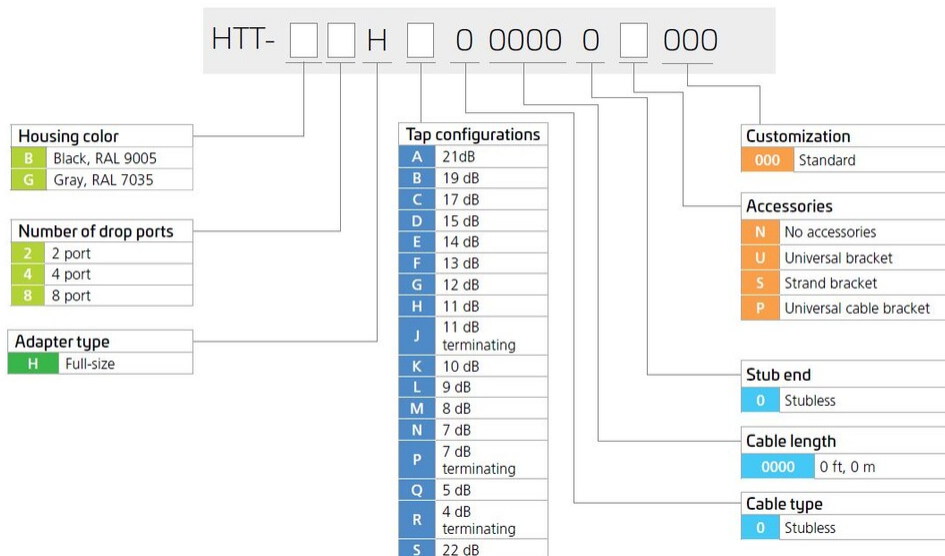 HTT- H 0 0000 0 000
Housing color
B Black, RAL 9005
G Gray, RAL 7035
Number of drop ports
2 2 port
4 4 port
8 8 port
Adapter type
H Full-size
Tap configurations
A 21dB
B 19 dB
C 17 dB
D 15 dB
E 14 dB
F 13 dB
G 12 dB
H 11 dB
J 11 dB
terminating
K 10 dB
L 9 dB
M 8 dB
N 7 dB
P 7 dB
terminating
Q 5 dB
R 4 dB
terminating
S 22 dB
Customization
000 Standard
Accessories
N No accessories
U Universal bracket
S Strand bracket
P Universal cable bracket
Stub end
0 Stubless
Cable length
0000 0 ft, 0 m
Cable type
0 Stubless